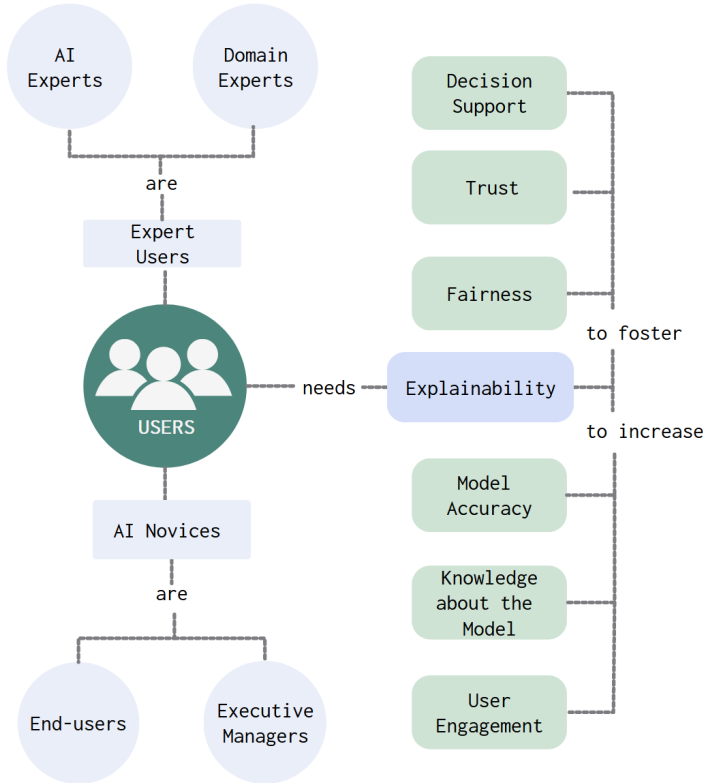 AI
Experts
Domain
Experts
are
Expert
Users
USERS
AI Novices
are
End-users
Executive
Managers
needs
Explainability
to foster
Decision
Support
Trust
Fairness
to increase
Model
Accuracy
Knowledge
about the
Model
User
Engagement